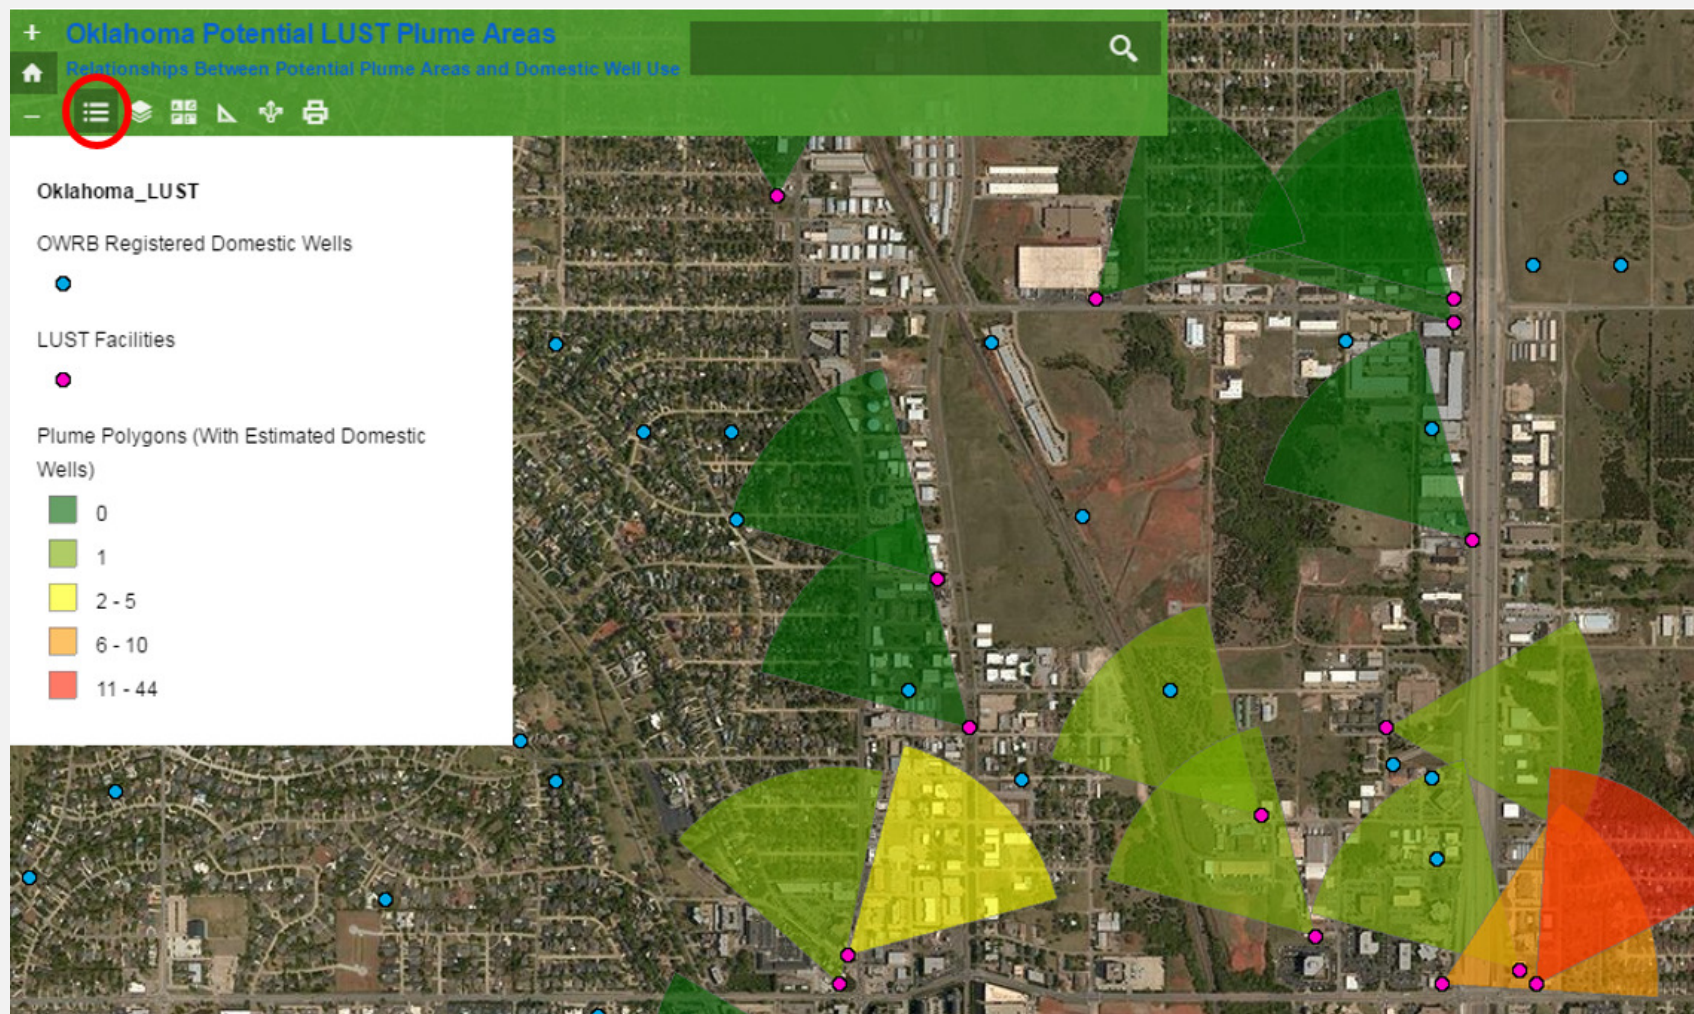 Oklahoma Potential LUST Plume Areas
Relationships Between Potential Plume Areas and Domestic Well Use
Oklahoma_LUST
OWRB Registered Domestic Wells
LUST Facilities
Plume Polygons (With Estimated Domestic
Wells)
0
1
2 - 5
6 - 10
11 - 44